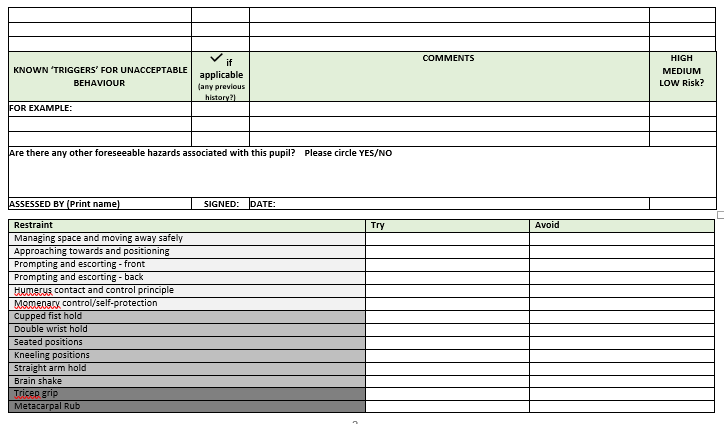 KNOWN ‘TRIGGERS’ FOR UNACCEPTABLE BEHAVIOUR
✓ if applicable (any previous history?)
COMMENTS
HIGH MEDIUM LOW Risk?
FOR EXAMPLE:
Are there any other foreseeable hazards associated with this pupil? Please circle YES/NO
ASSESSED BY (Print name) SIGNED: DATE:
Restraint Try Avoid
Managing space and moving away safely
Approaching towards and positioning
Prompting and escorting - front
Prompting and escorting - back
Humerus contact and control principle
Momenary control/self-protection
Cupped fist hold
Double wrist hold
Seated positions
Kneeling positions
Straight arm hold
Brain shake
Tricep grip
Metacarpal Rub